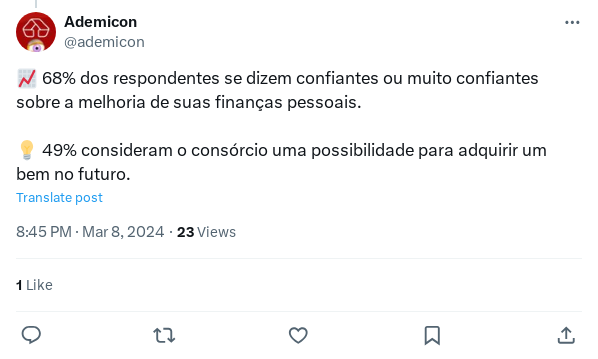 Ademicon
@ademicon
📈 68% dos respondentes se dizem confiantes ou muito confiantes
sobre a melhoria de suas finanças pessoais.
💡 49% consideram o consórcio uma possibilidade para adquirir um
bem no futuro.
Translate post
8:45 PM · Mar 8, 2024 · 23 Views
1 Like